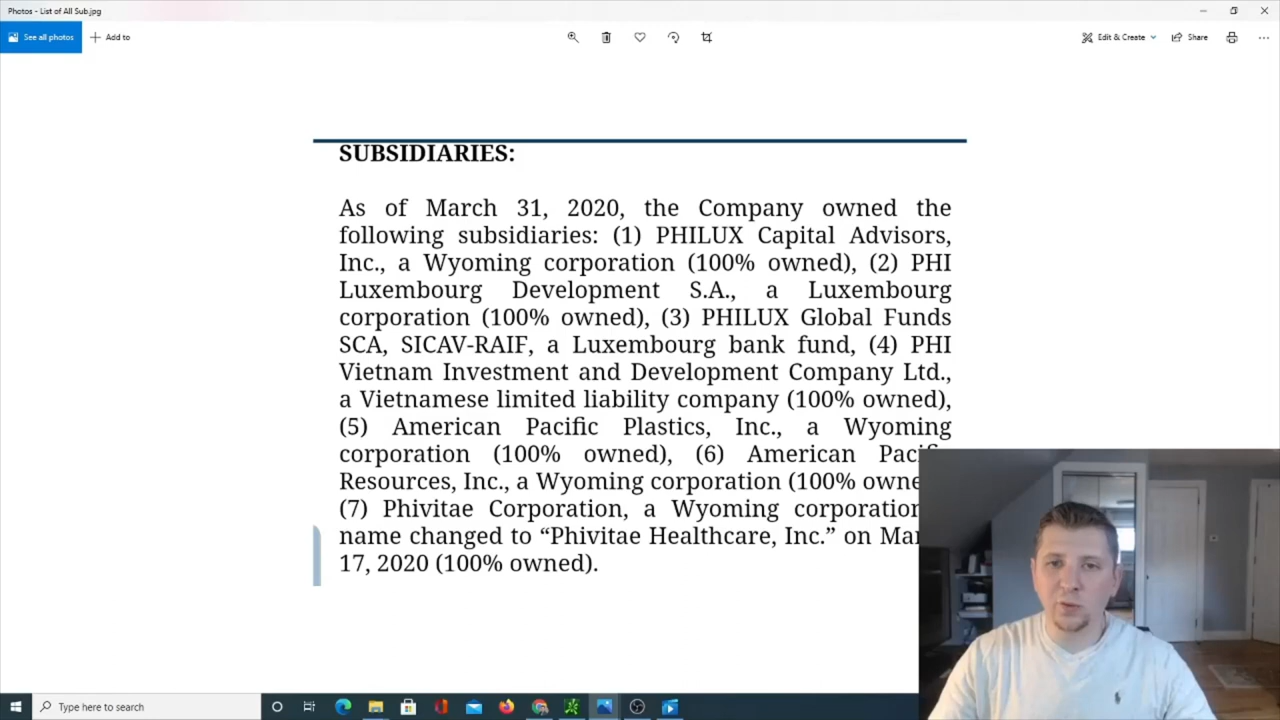 Photos - List of All Sub.jpg
See all photos
Add to
Edit & Create
Share
SUBSIDIARIES:
As of March 31, 2020, the Company owned the
following subsidiaries: (1) PHILUX Capital Advisors,
Inc., a Wyoming corporation (100% owned), (2) PHI
Luxembourg Development S.A., a Luxembourg
corporation (100% owned), (3) PHILUX Global Funds
SCA, SICAV-RAIF, a Luxembourg bank fund, (4) PHI
Vietnam Investment and Development Company Ltd.,
a Vietnamese limited liability company (100% owned),
(5) American Pacific Plastics, Inc., a Wyoming
corporation (100% owned), (6) American
Resources, Inc., a Wyoming corporation (100%
(7) Phivitae Corporation, a Wyoming corporation
name changed to “Phivitae Healthcare, Inc.” on
17, 2020 (100% owned).
Type here to search